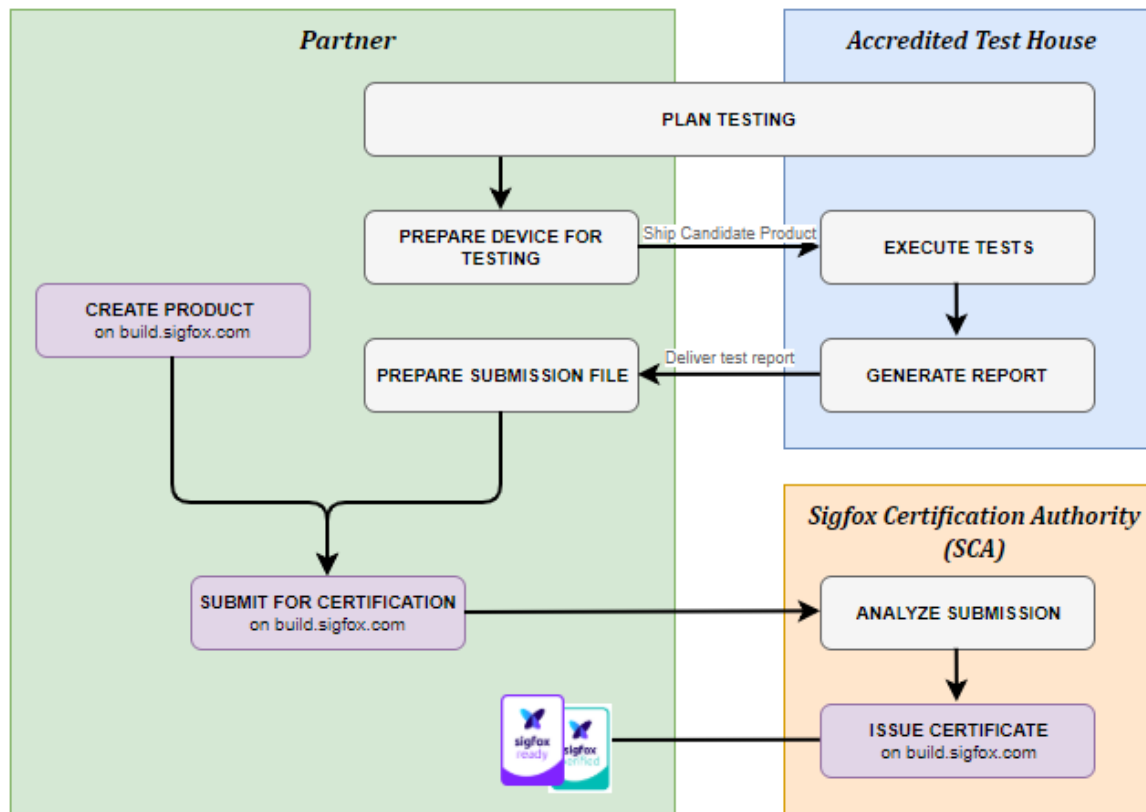 Partner
Accredited Test House
PLAN TESTING
PREPARE DEVICE FOR
TESTING
Ship Candidate Product
EXECUTE TESTS
CREATE PRODUCT
on build.sigfox.com
PREPARE SUBMISSION FILE
Deliver test report
GENERATE REPORT
Sigfox Certification Authority
(SCA)
SUBMIT FOR CERTIFICATION
on build.sigfox.com
ANALYZE SUBMISSION
sigfox
ready
sigfox
ISSUE CERTIFICATE
on build.sigfox.com